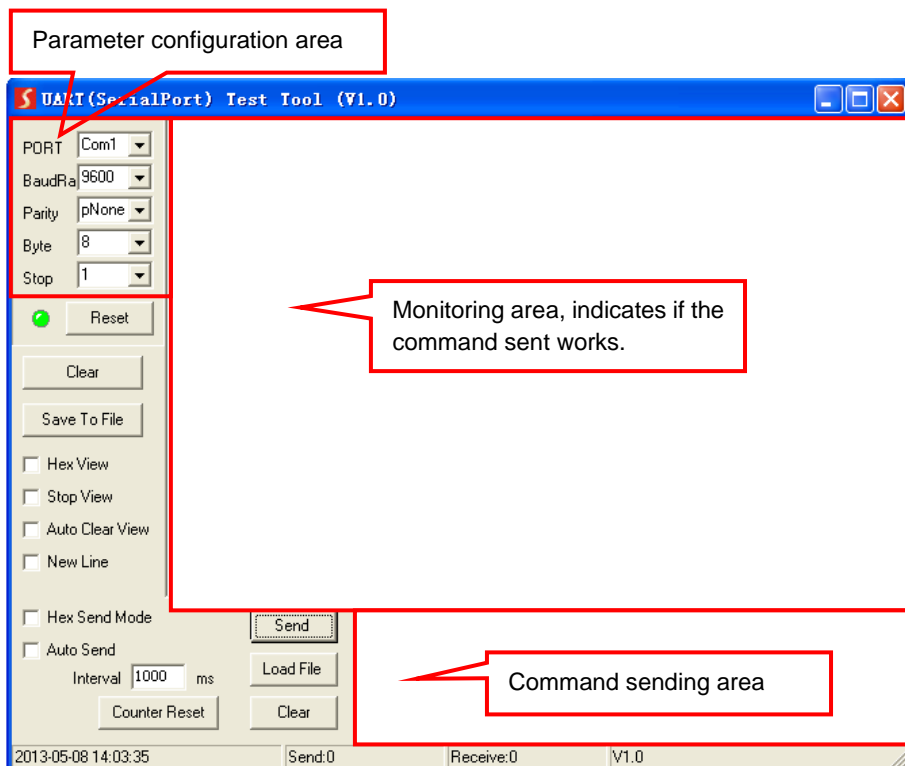 Parameter configuration area
UART(SerialPort) Test Tool (V1.0)
PORT Com1
BaudRa 9600
Parity pNone
Byte 8
Stop 1
Reset
Clear
Save To File
Hex View
Stop View
Auto Clear View
New Line
Monitoring area, indicates if the
command sent works.
Hex Send Mode
Send
Auto Send
Interval 1000 ms
Load File
Counter Reset
Clear
Command sending area
2013-05-08 14:03:35 Send:0 Receive:0 V1.0